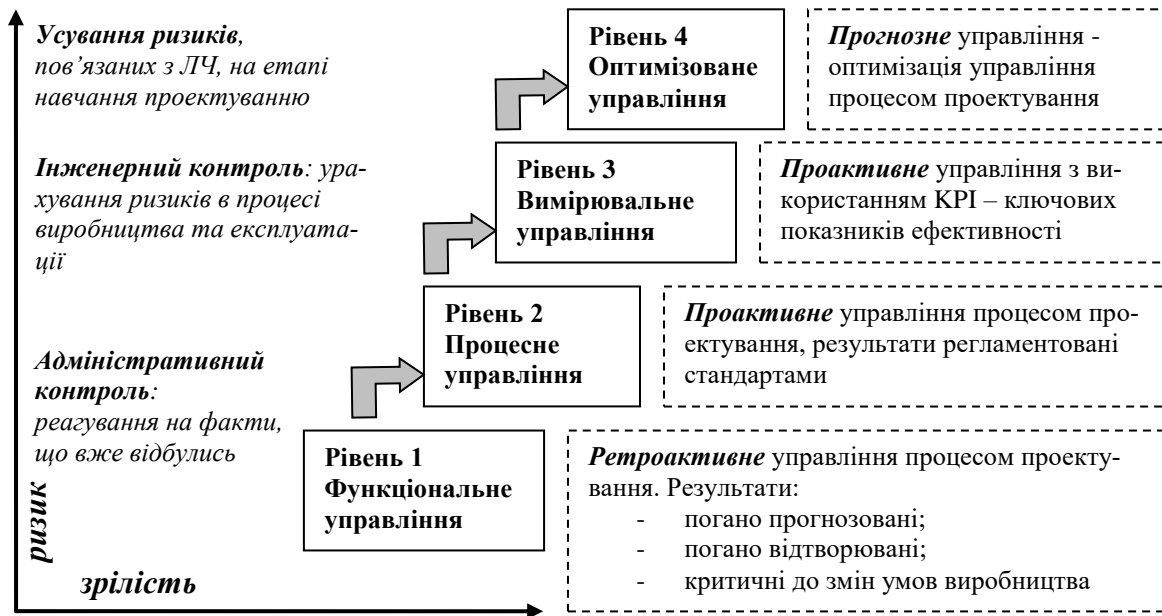 Усування ризиків,
пов’язаних з ЛЧ, на етапі
навчання проектуванню
Рівень 4
Оптимізоване
управління
Прогнозне управління -
оптимізація управління
процесом проектування
Інженерний контроль: ура-
хування ризиків в процесі
виробництва та експлуата-
ції
Рівень 3
Вимірювальне
управління
Проактивне управління з ви-
користанням KPI – ключових
показників ефективності
Адміністративний
контроль:
реагування на факти,
що вже відбулись
Рівень 2
Процесне
управління
Проактивне управління процесом про-
ектування, результати регламентовані
стандартами
Рівень 1
Функціональне
управління
Ретроактивне управління процесом проекту-
вання. Результати:
- погано прогнозовані;
- погано відтворювані;
- критичні до змін умов виробництва
ризик
зрілість